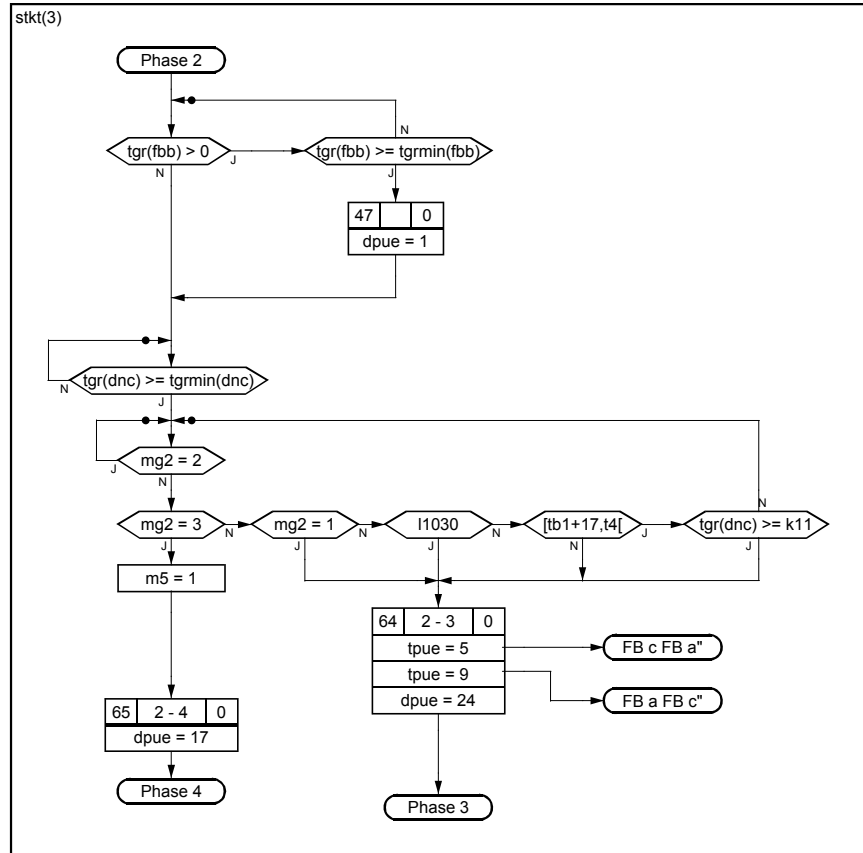 stkt(3)
Phase 2
N
tgr(fbb) > 0
J
tgr(fbb) >= tgrmin(fbb)
N
J
47 0
dpue = 1
tgr(dnc) >= tgrmin(dnc)
N
J
mg2 = 2
J
N
N
mg2 = 3
N
mg2 = 1
N
l1030
N
[tb1+17,t4[
J
tgr(dnc) >= k11
J
J
J
N
J
m5 = 1
64 2 - 3 0
tpue = 5
FB c FB a"
tpue = 9
FB a FB c"
dpue = 24
65 2 - 4 0
dpue = 17
Phase 4
Phase 3